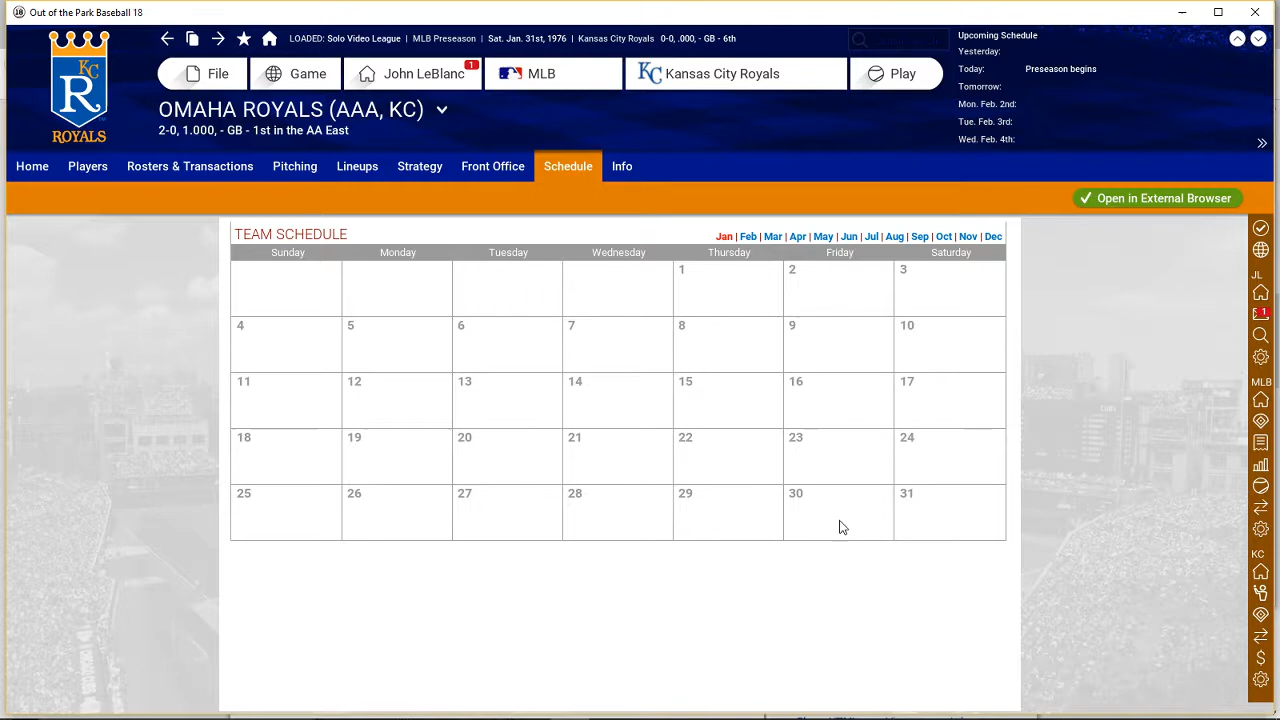 18 Out of the Park Baseball 18
LOADED: Solo Video League | MLB Preseason | Sat. Jan. 31st, 1976 | Kansas City Royals 0-0, .000, - GB - 6th
Upcoming Schedule
Yesterday:
Today: Preseason begins
Tomorrow:
Mon. Feb. 2nd:
Tue. Feb. 3rd:
Wed. Feb. 4th:
KC
R
ROYALS
File
Game
John LeBlanc
1
MLB
KC Kansas City Royals
Play
OMAHA ROYALS (AAA, KC)
2-0, 1.000, - GB - 1st in the AA East
Home Players Rosters & Transactions Pitching Lineups Strategy Front Office Schedule Info
Open in External Browser
TEAM SCHEDULE
Jan | Feb | Mar | Apr | May | Jun | Jul | Aug | Sep | Oct | Nov | Dec
Sunday Monday Tuesday Wednesday Thursday Friday Saturday
1 2 3
4 5 6 7 8 9 10
11 12 13 14 15 16 17
18 19 20 21 22 23 24
25 26 27 28 29 30 31
JL
1
MLB
KC
$